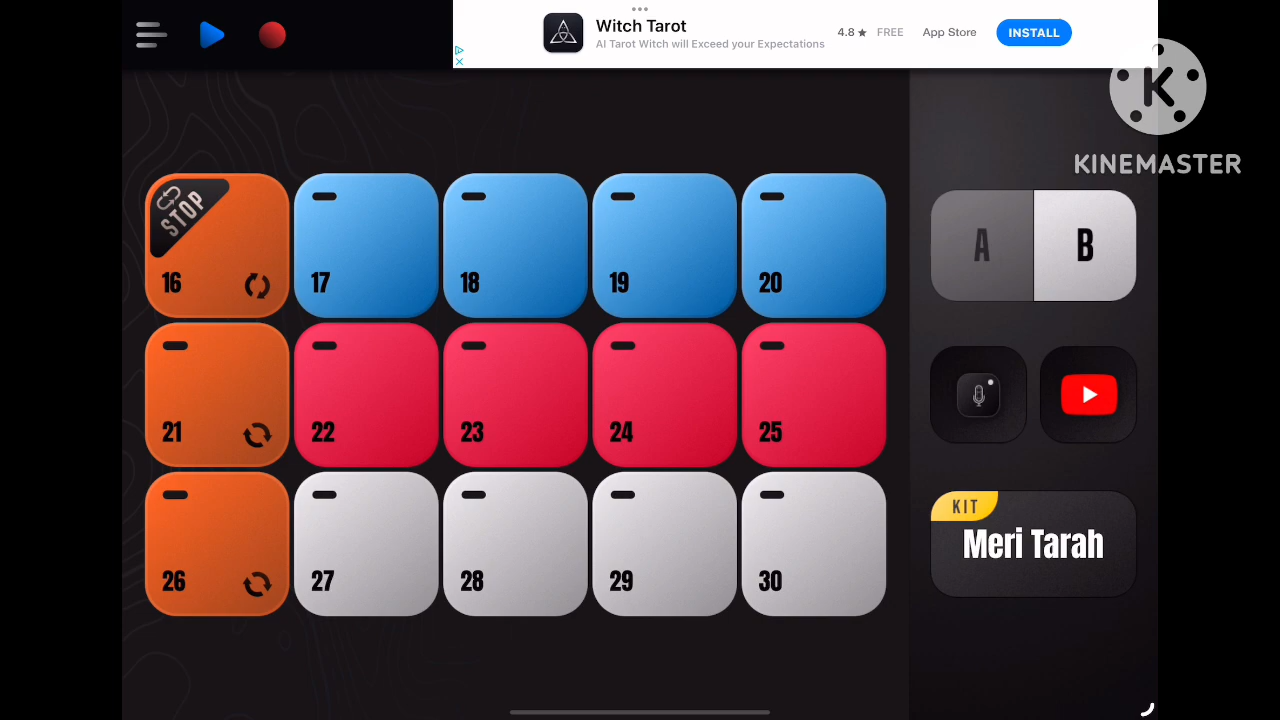 Witch Tarot
AI Tarot Witch will Exceed your Expectations
4.8 ★ FREE App Store INSTALL
K
KINEMASTER
STOP
16 17 18 19 20
A B
21 22 23 24 25
KIT
Meri Tarah
26 27 28 29 30